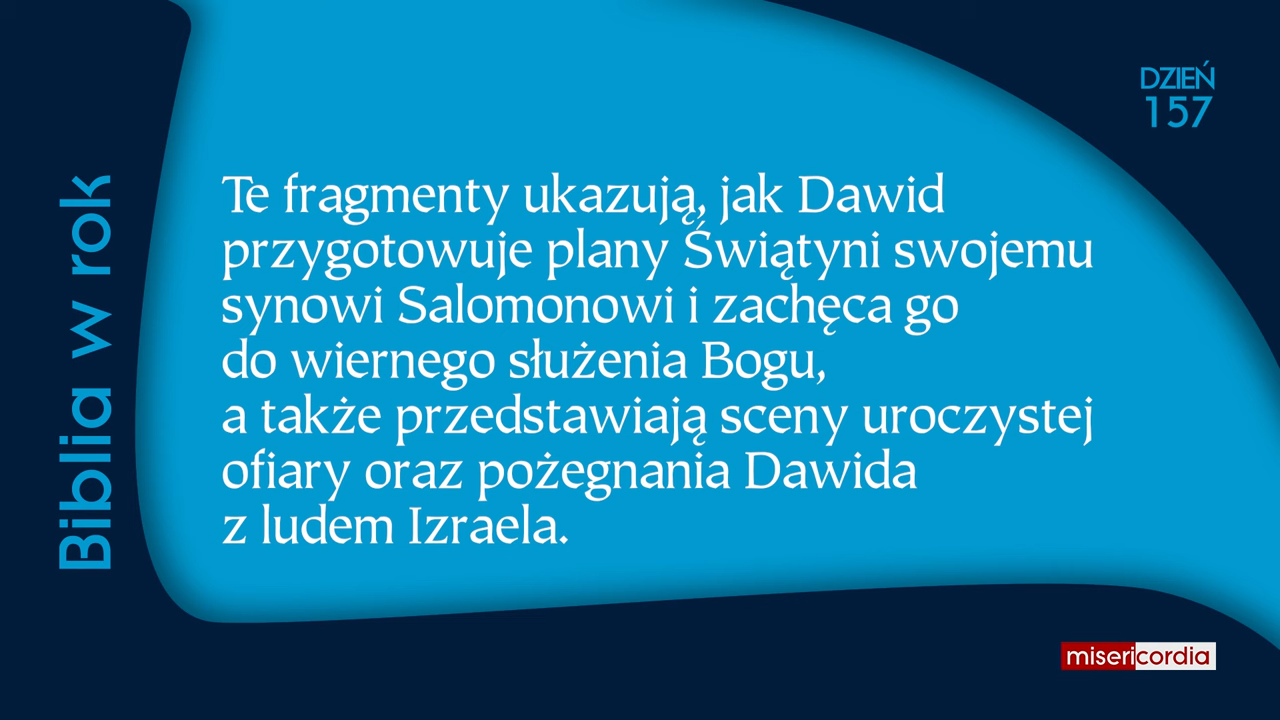 Biblia w rok
DZIEŃ
157
Te fragmenty ukazują, jak Dawid
przygotowuje plany Świątyni swojemu
synowi Salomonowi i zachęca go
do wiernego służenia Bogu,
a także przedstawiają sceny uroczystej
ofiary oraz pożegnania Dawida
z ludem Izraela.
misericordia